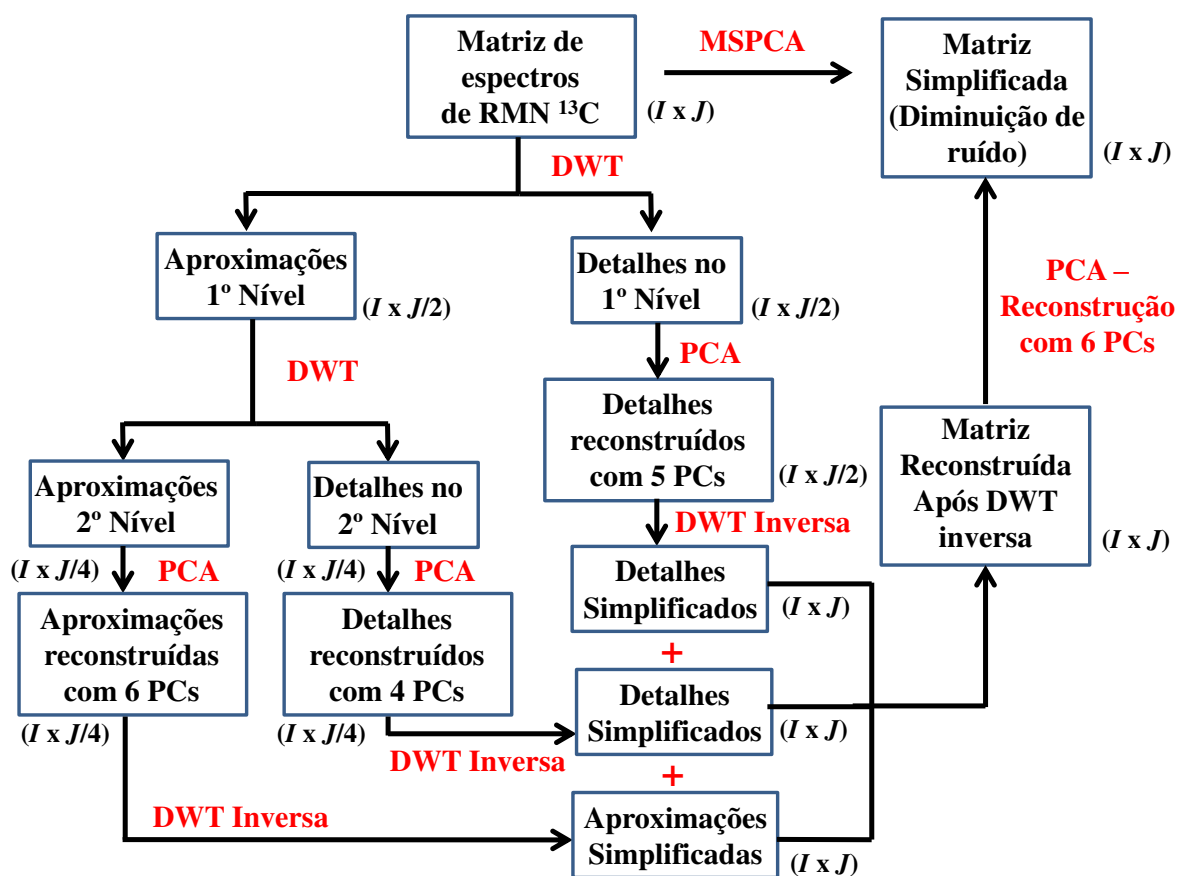 Matriz de
espectros
de RMN ¹³C
(I x J)
MSPCA
Matriz
Simplificada
(Diminuição de
ruído)
(I x J)
DWT
Aproximações
1º Nível
(I x J/2)
Detalhes no
1º Nível
(I x J/2)
PCA –
Reconstrução
com 6 PCs
DWT
PCA
Detalhes
reconstruídos
com 5 PCs
(I x J/2)
Matriz
Reconstruída
Após DWT
inversa
(I x J)
Aproximações
2º Nível
(I x J/4)
Detalhes no
2º Nível
(I x J/4)
DWT Inversa
PCA
PCA
Detalhes
Simplificados
(I x J)
Aproximações
reconstruídas
com 6 PCs
(I x J/4)
Detalhes
reconstruídos
com 4 PCs
(I x J/4)
+
Detalhes
Simplificados
(I x J)
DWT Inversa
+
DWT Inversa
Aproximações
Simplificadas
(I x J)